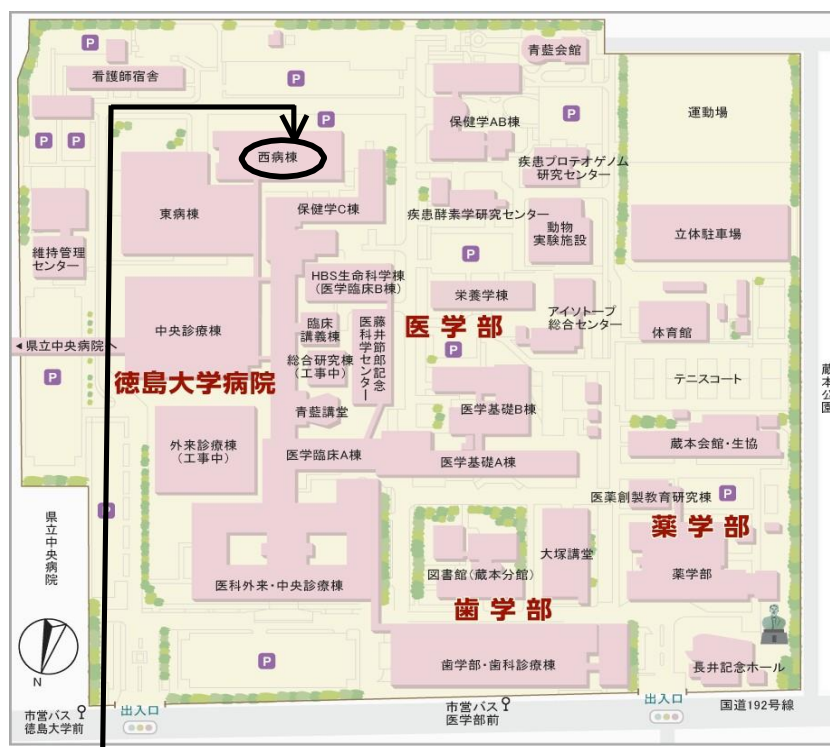 P
青藍会館
看護師宿舎
P
P
運動場
P
P
P
保健学AB棟
西病棟
疾患プロテオゲノム
研究センター
東病棟
保健学C棟
疾患酵素学研究センター
動物
実験施設
立体駐車場
維持管理
センター
P
HBS生命科学棟
(医学臨床B棟)
栄養学棟
アイソトープ
総合センター
中央診療棟
臨床
講義棟
藤井節郎記念
医科学センター
医学部
体育館
◀県立中央病院へ
P
P
総合研究棟
(工事中)
テニスコート
蔵本公園
徳島大学病院
青藍講堂
医学基礎B棟
外来診療棟
(工事中)
医学臨床A棟
医学基礎A棟
蔵本会館・生協
医薬創製教育研究棟
P
P
県立中央病院
薬学部
大塚講堂
図書館(蔵本分館)
医科外来・中央診療棟
薬学部
歯学部
N
P
歯学部・歯科診療棟
長井記念ホール
市営バス
徳島大学前
出入口
市営バス
医学部前
出入口
国道192号線